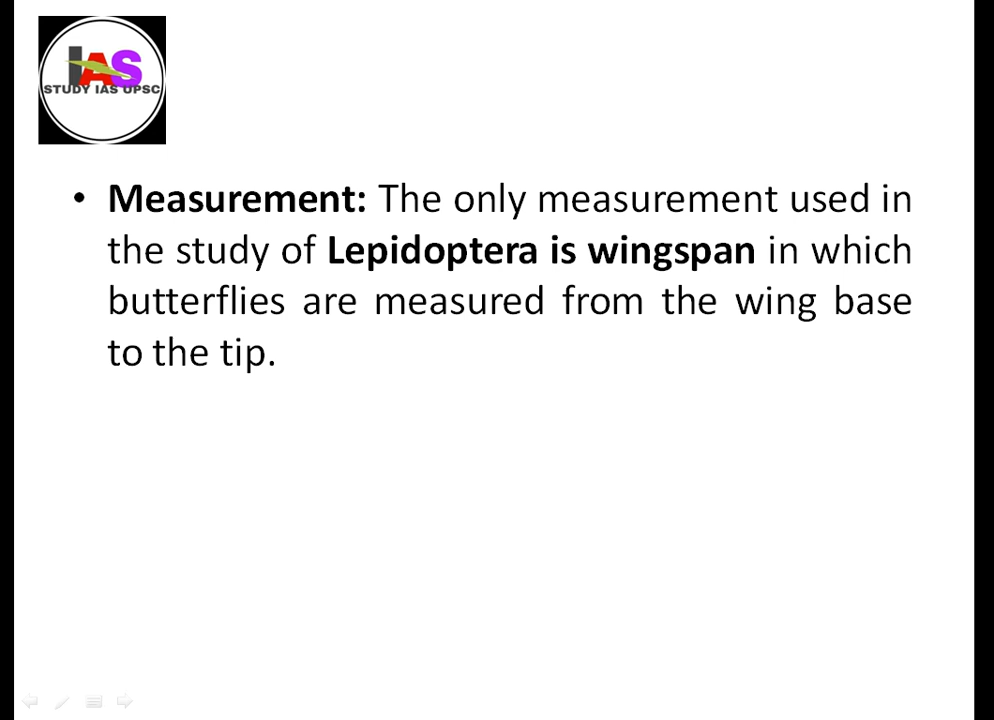 IAS
STUDY IAS UPSC
• Measurement: The only measurement used in
the study of Lepidoptera is wingspan in which
butterflies are measured from the wing base
to the tip.